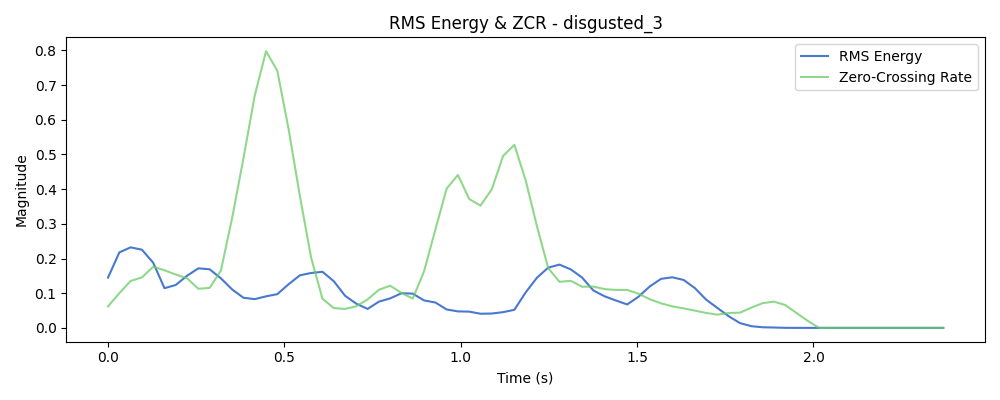 RMS Energy & ZCR - disgusted_3
RMS Energy
Zero-Crossing Rate
Magnitude
0.8
0.7
0.6
0.5
0.4
0.3
0.2
0.1
0.0
0.0 0.5 1.0 1.5 2.0
Time (s)